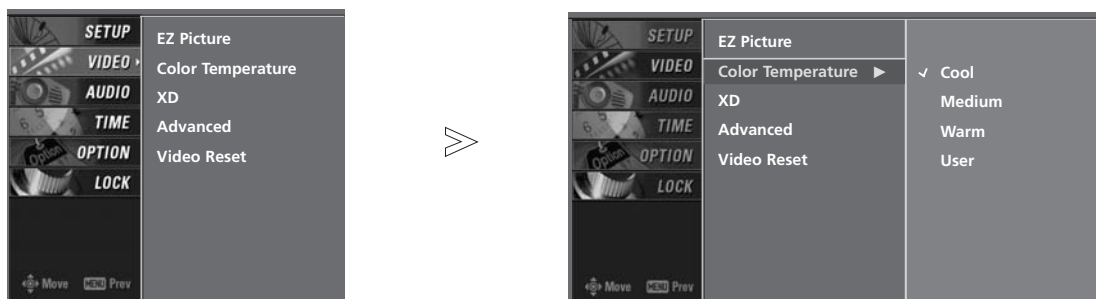 SETUP
VIDEO
AUDIO
TIME
OPTION
LOCK
Move MENU Prev
EZ Picture
Color Temperature
XD
Advanced
Video Reset
SETUP
VIDEO
AUDIO
TIME
OPTION
LOCK
Move MENU Prev
EZ Picture
Color Temperature
XD
Advanced
Video Reset
Cool
Medium
Warm
User